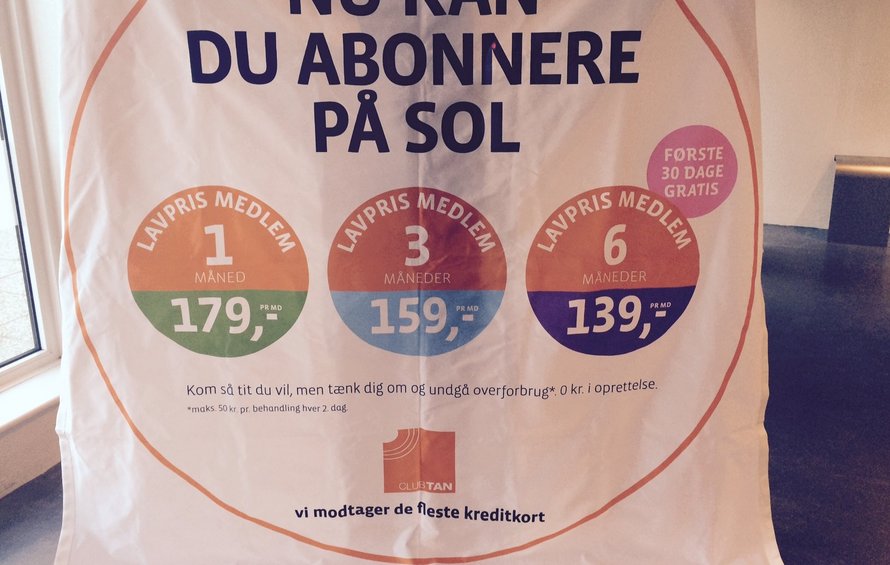 NU KAN
DU ABONNERE
PÅ SOL
FØRSTE
30 DAGE
GRATIS
LAVPRIS MEDLEM
1
MÅNED
179,-
PR MD
LAVPRIS MEDLEM
3
MÅNEDER
159,-
PR MD
LAVPRIS MEDLEM
6
MÅNEDER
139,-
PR MD
Kom så tit du vil, men tænk dig om og undgå overforbrug*. 0 kr. i oprettelse.
*maks. 50 kr. pr. behandling hver 2. dag.
CLUBTAN
vi modtager de fleste kreditkort